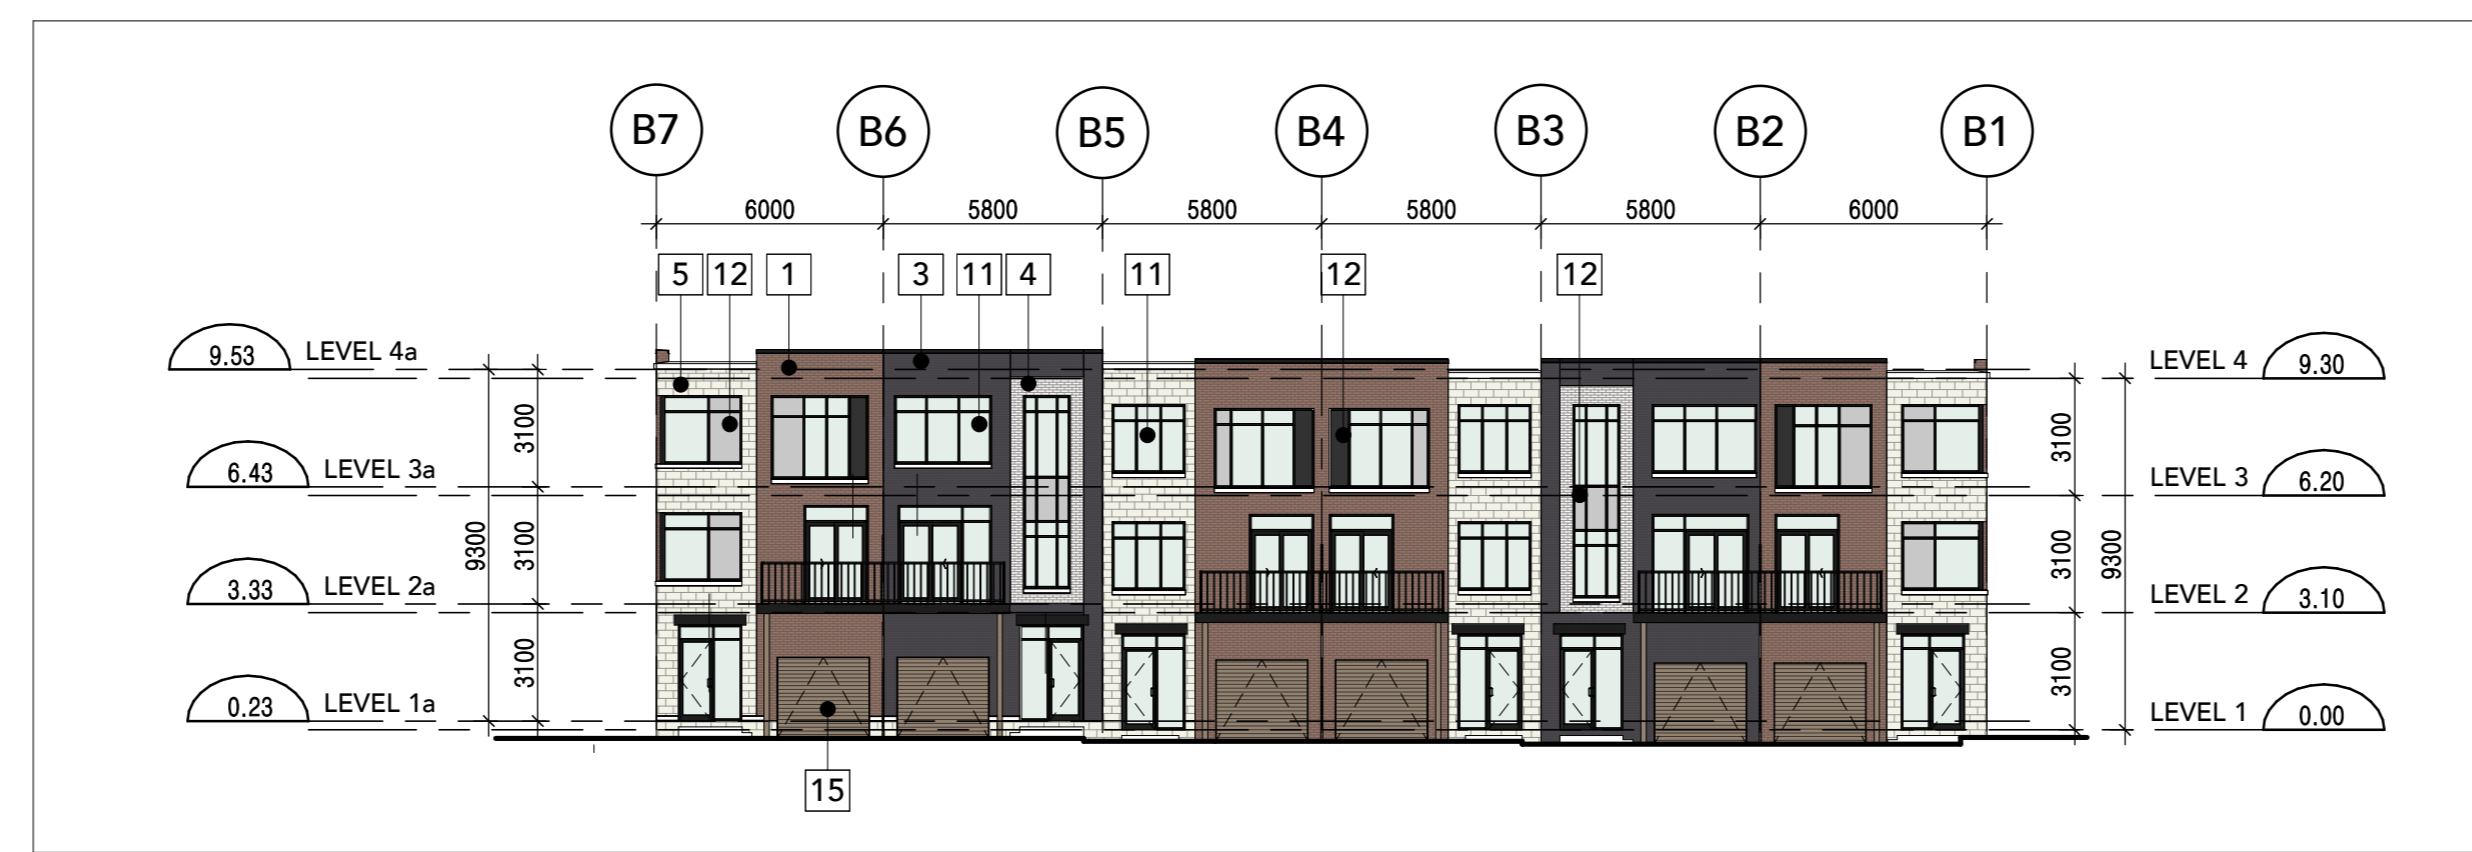 B7 B6 B5 B4 B3 B2 B1
6000 5800 5800 5800 5800 6000
5 12 1 3 11 4 11 12 12
9.53 LEVEL 4a
6.43 LEVEL 3a
3.33 LEVEL 2a
0.23 LEVEL 1a
9300
3100
3100
3100
LEVEL 4 9.30
LEVEL 3 6.20
LEVEL 2 3.10
LEVEL 1 0.00
3100
3100
3100
9300
15